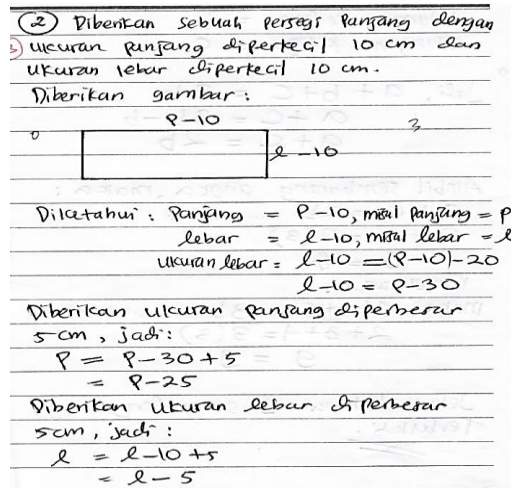 2 Diberikan sebuah persegi panjang dengan
ukuran panjang diperkecil 10 cm dan
ukuran lebar diperkecil 10 cm.
Diberikan gambar :
P-10
3
l-10
Diketahui : Panjang = P-10, misal panjang = P
lebar = l-10, misal lebar = l
ukuran lebar = l-10 = (P-10)-20
l-10 = P-30
Diberikan ukuran panjang diperbesar
5 cm, jadi :
P = P-30+5
= P-25
Diberikan ukuran lebar diperbesar
5 cm, jadi :
l = l-10+5
= l-5